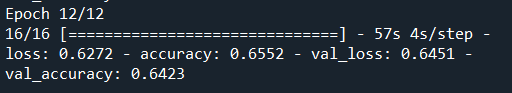 Epoch 12/12
16/16 [==============================] - 57s 4s/step -
loss: 0.6272 - accuracy: 0.6552 - val_loss: 0.6451 -
val_accuracy: 0.6423